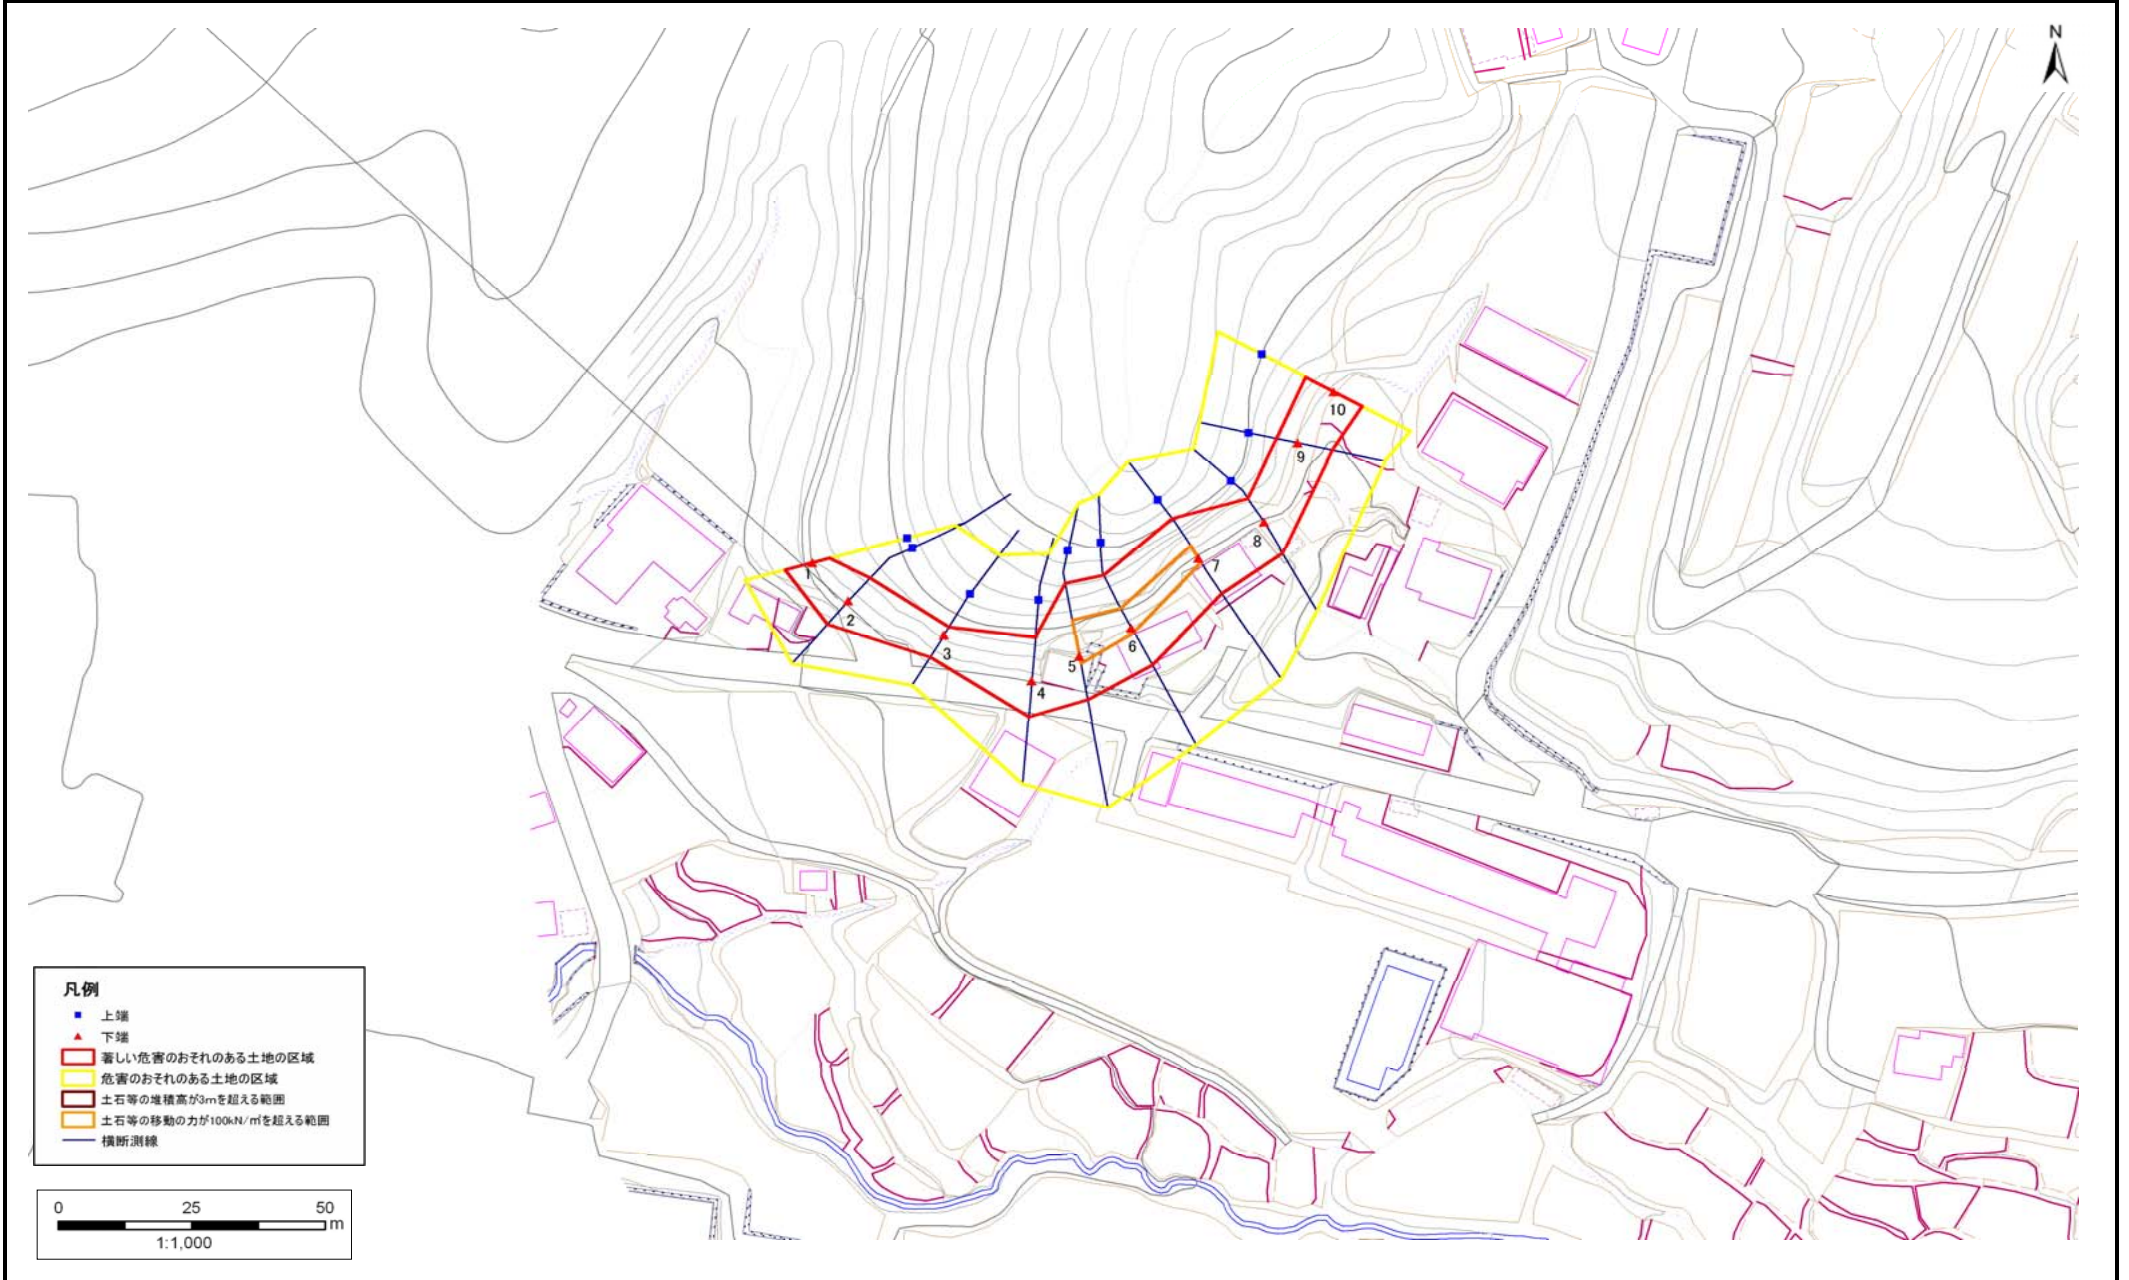 N
10
9
8
7
1
2
6
3
5
4
凡例
上端
下端
著しい危害のおそれのある土地の区域
危害のおそれのある土地の区域
土石等の堆積高が3mを超える範囲
土石等の移動の力が100kN/㎡を超える範囲
横断測線
0 25 50
m
1:1,000